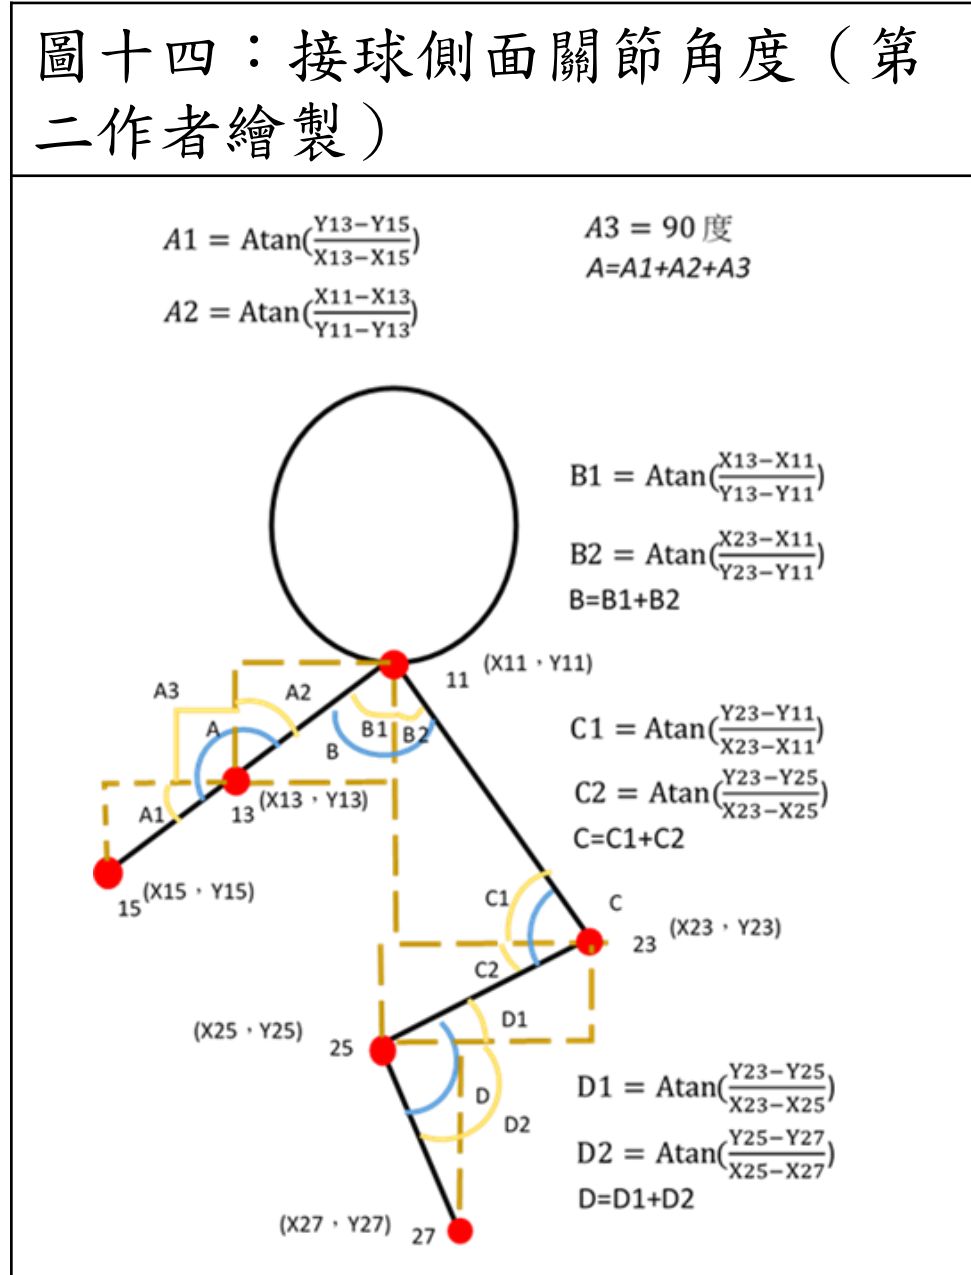 圖十四：接球側面關節角度（第
二作者繪製）
A1 = Atan(Y13−Y15/X13−X15)
A3 = 90 度
A=A1+A2+A3
A2 = Atan(X11−X13/Y11−Y13)
B1 = Atan(X13−X11/Y13−Y11)
B2 = Atan(X23−X11/Y23−Y11)
B=B1+B2
11
(X11，Y11)
A3
A2
A
B1
B2
B
C1 = Atan(Y23−Y11/X23−X11)
C2 = Atan(Y23−Y25/X23−X25)
C=C1+C2
13
(X13，Y13)
A1
15
(X15，Y15)
C1
C
23
(X23，Y23)
C2
D1
(X25，Y25)
25
D
D2
D1 = Atan(Y23−Y25/X23−X25)
D2 = Atan(Y25−Y27/X25−X27)
D=D1+D2
(X27，Y27)
27